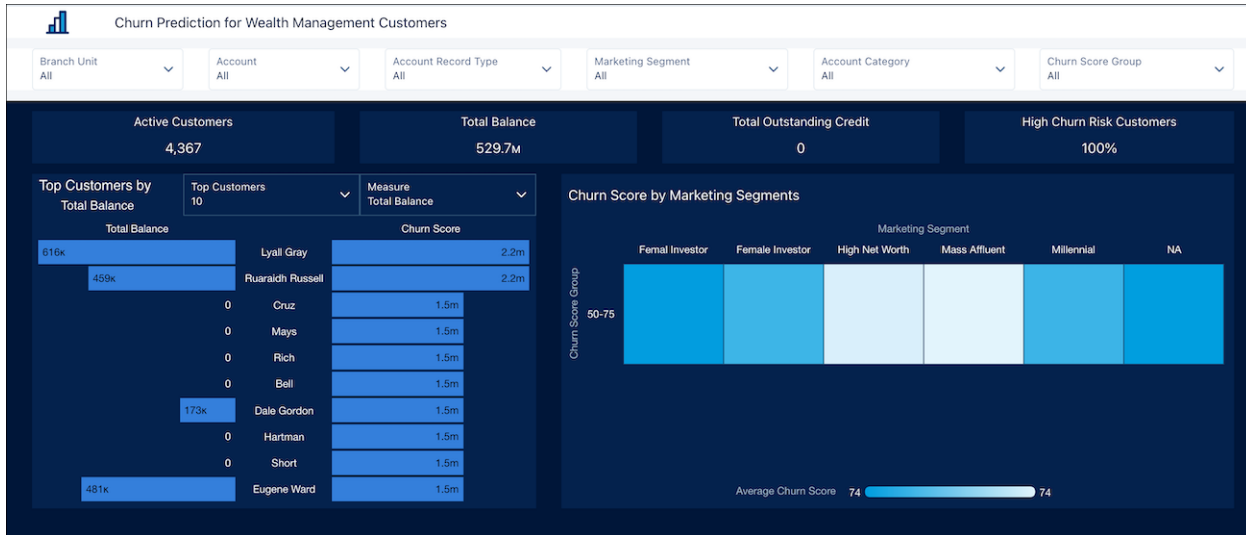 Churn Prediction for Wealth Management Customers
Branch Unit
All
Account
All
Account Record Type
All
Marketing Segment
All
Account Category
All
Churn Score Group
All
Active Customers
4,367
Total Balance
529.7M
Total Outstanding Credit
0
High Churn Risk Customers
100%
Top Customers by
Total Balance
Top Customers
10
Measure
Total Balance
Total Balance Churn Score
616K Lyall Gray 2.2m
459K Ruaraidh Russell 2.2m
0 Cruz 1.5m
0 Mays 1.5m
0 Rich 1.5m
0 Bell 1.5m
173K Dale Gordon 1.5m
0 Hartman 1.5m
0 Short 1.5m
481K Eugene Ward 1.5m
Churn Score by Marketing Segments
Marketing Segment
Femal Investor Female Investor High Net Worth Mass Affluent Millennial NA
Churn Score Group
50-75
Average Churn Score 74 74